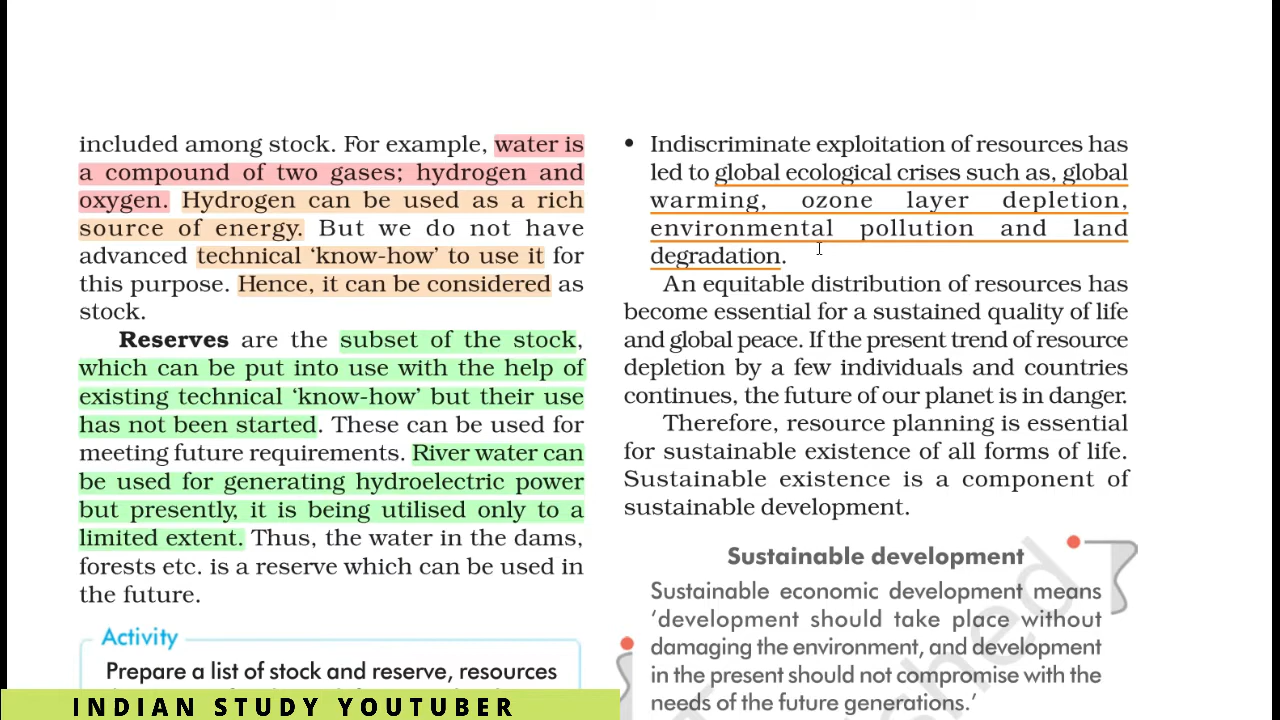 included among stock. For example, water is
a compound of two gases; hydrogen and
oxygen. Hydrogen can be used as a rich
source of energy. But we do not have
advanced technical ‘know-how’ to use it for
this purpose. Hence, it can be considered as
stock.
Reserves are the subset of the stock,
which can be put into use with the help of
existing technical ‘know-how’ but their use
has not been started. These can be used for
meeting future requirements. River water can
be used for generating hydroelectric power
but presently, it is being utilised only to a
limited extent. Thus, the water in the dams,
forests etc. is a reserve which can be used in
the future.
Activity
Prepare a list of stock and reserve, resources
INDIAN STUDY YOUTUBER
• Indiscriminate exploitation of resources has
led to global ecological crises such as, global
warming, ozone layer depletion,
environmental pollution and land
degradation.
An equitable distribution of resources has
become essential for a sustained quality of life
and global peace. If the present trend of resource
depletion by a few individuals and countries
continues, the future of our planet is in danger.
Therefore, resource planning is essential
for sustainable existence of all forms of life.
Sustainable existence is a component of
sustainable development.
Sustainable development
Sustainable economic development means
‘development should take place without
damaging the environment, and development
in the present should not compromise with the
needs of the future generations.’